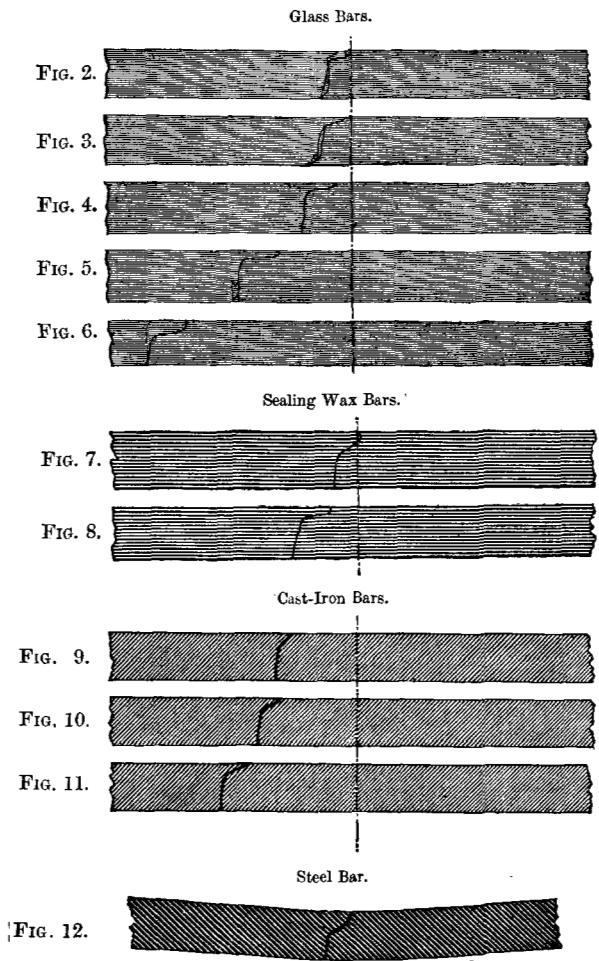 Glass Bars.
FIG. 2.
FIG. 3.
FIG. 4.
FIG. 5.
FIG. 6.
Sealing Wax Bars.
FIG. 7.
FIG. 8.
Cast-Iron Bars.
FIG. 9.
FIG. 10.
FIG. 11.
Steel Bar.
FIG. 12.